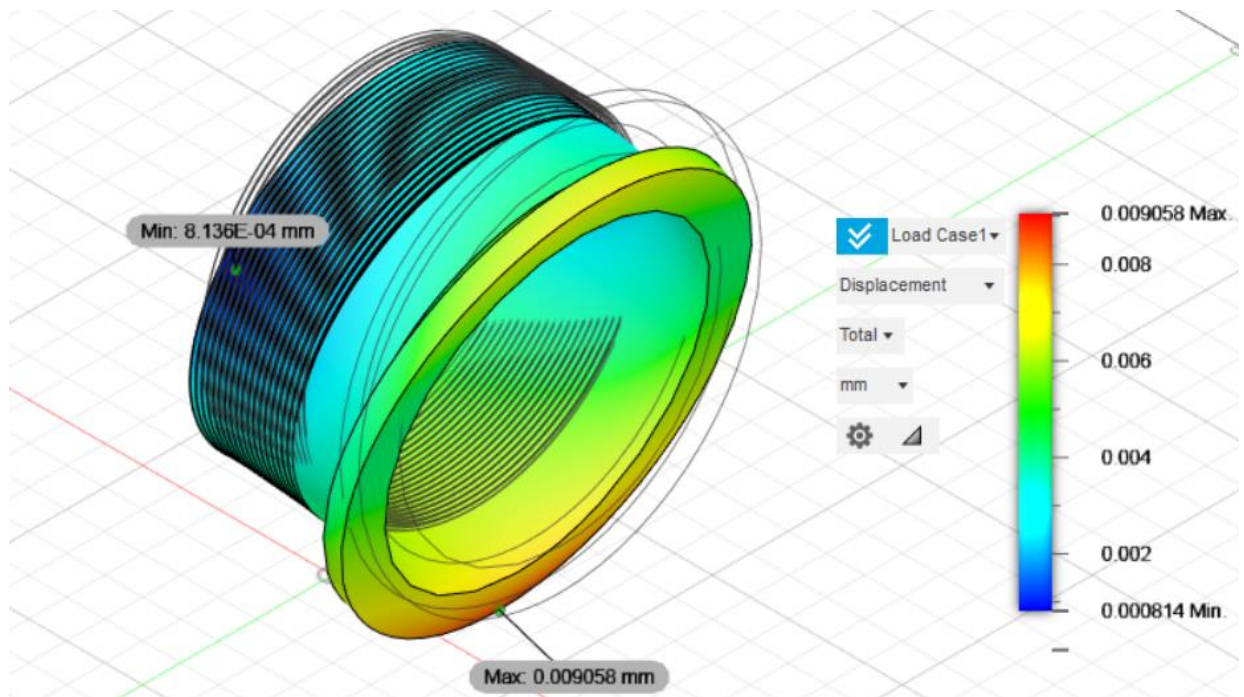 Min: 8.136E-04 mm
Load Case1
Displacement
Total
mm
0.009058 Max.
0.008
0.006
0.004
0.002
0.000814 Min.
Max: 0.009058 mm